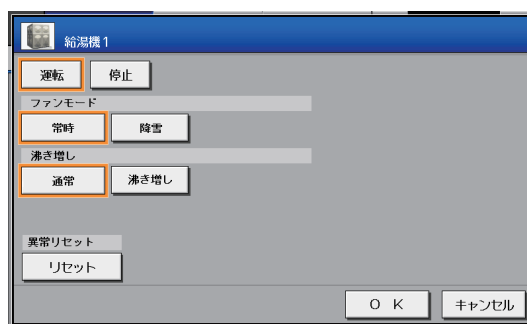 給湯機1
運転 停止
ファンモード
常時 降雪
沸き増し
通常 沸き増し
異常リセット
リセット
OK キャンセル